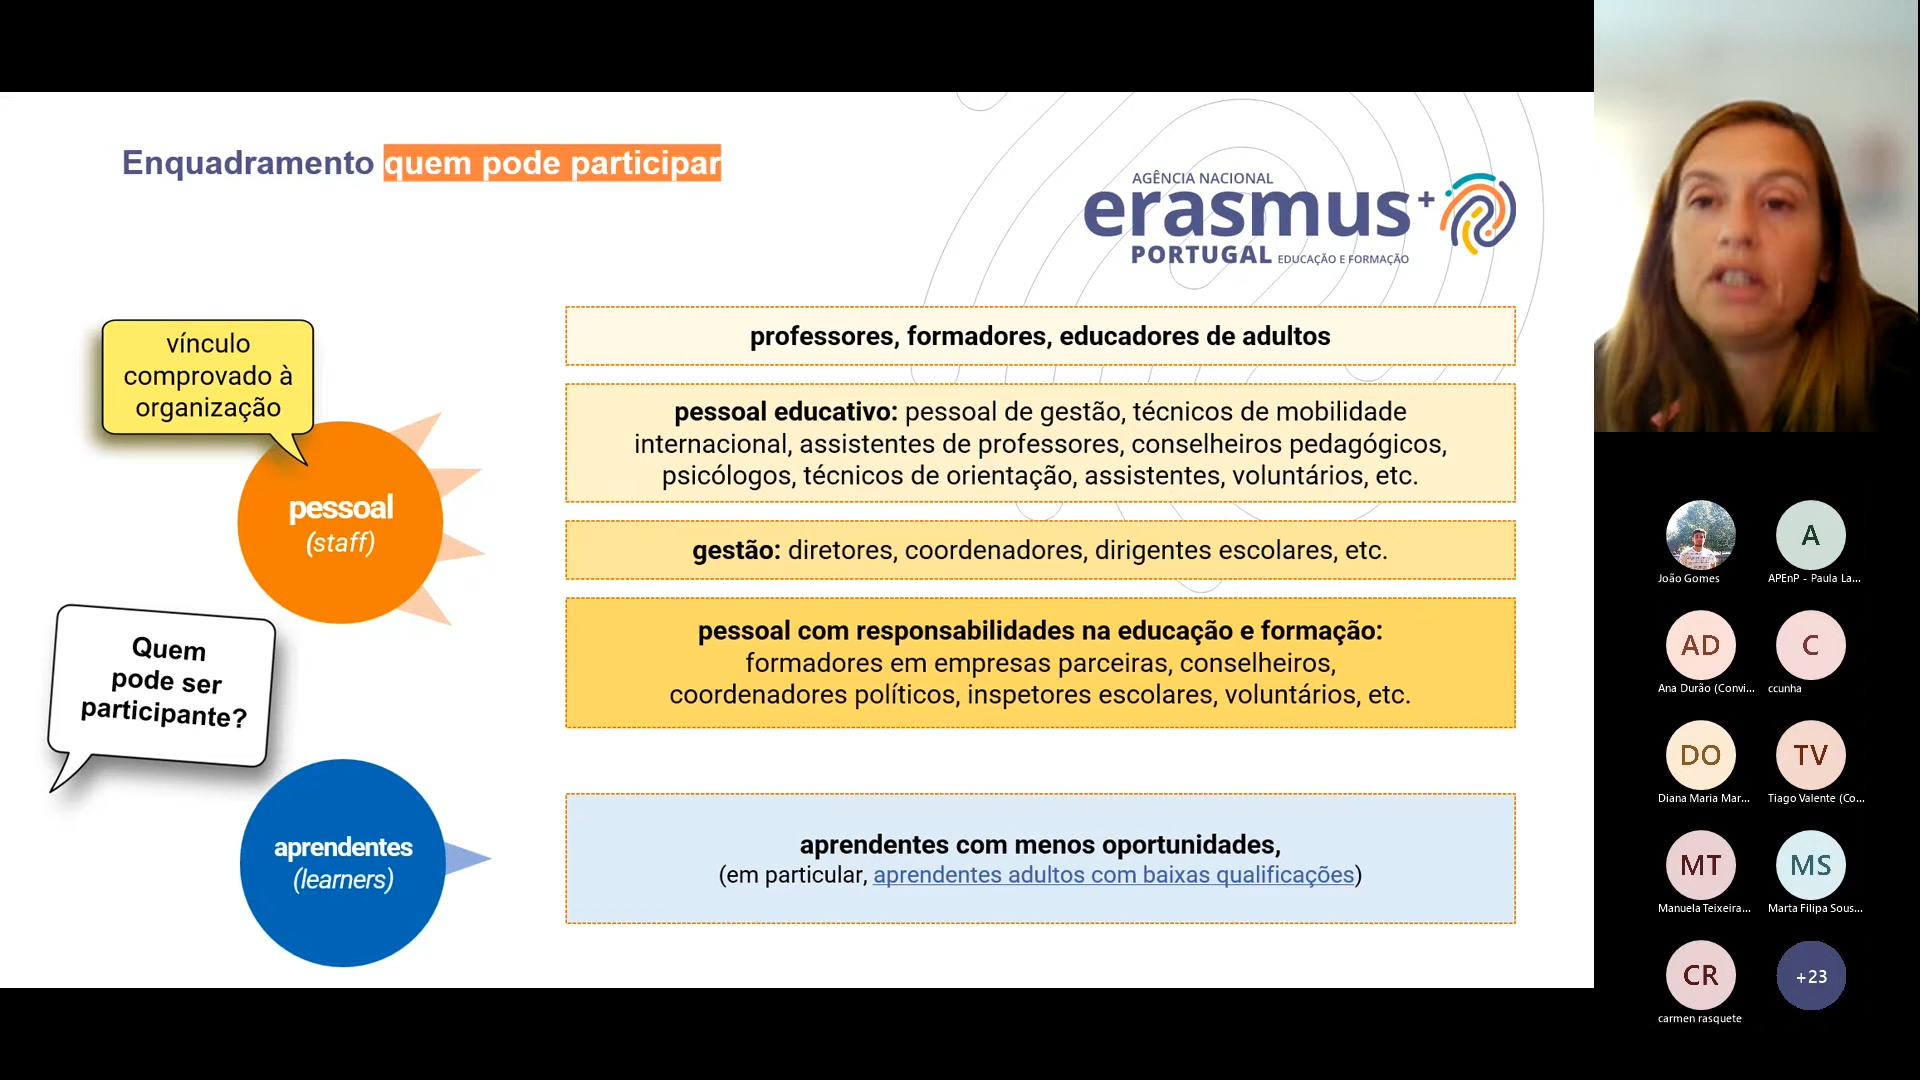 Enquadramento quem pode participar
AGÊNCIA NACIONAL
erasmus+
PORTUGAL EDUCAÇÃO E FORMAÇÃO
vínculo
comprovado à
organização
pessoal
(staff)
professores, formadores, educadores de adultos
pessoal educativo: pessoal de gestão, técnicos de mobilidade
internacional, assistentes de professores, conselheiros pedagógicos,
psicólogos, técnicos de orientação, assistentes, voluntários, etc.
gestão: diretores, coordenadores, dirigentes escolares, etc.
pessoal com responsabilidades na educação e formação:
formadores em empresas parceiras, conselheiros,
coordenadores políticos, inspetores escolares, voluntários, etc.
Quem
pode ser
participante?
aprendentes
(learners)
aprendentes com menos oportunidades,
(em particular, aprendentes adultos com baixas qualificações)
João Gomes
A
APEnP - Paula La...
AD
Ana Durão (Convi...
C
ccunha
DO
Diana Maria Mar...
TV
Tiago Valente (Co...
MT
Manuela Teixeira...
MS
Marta Filipa Sous...
CR
carmen rasquete
+23